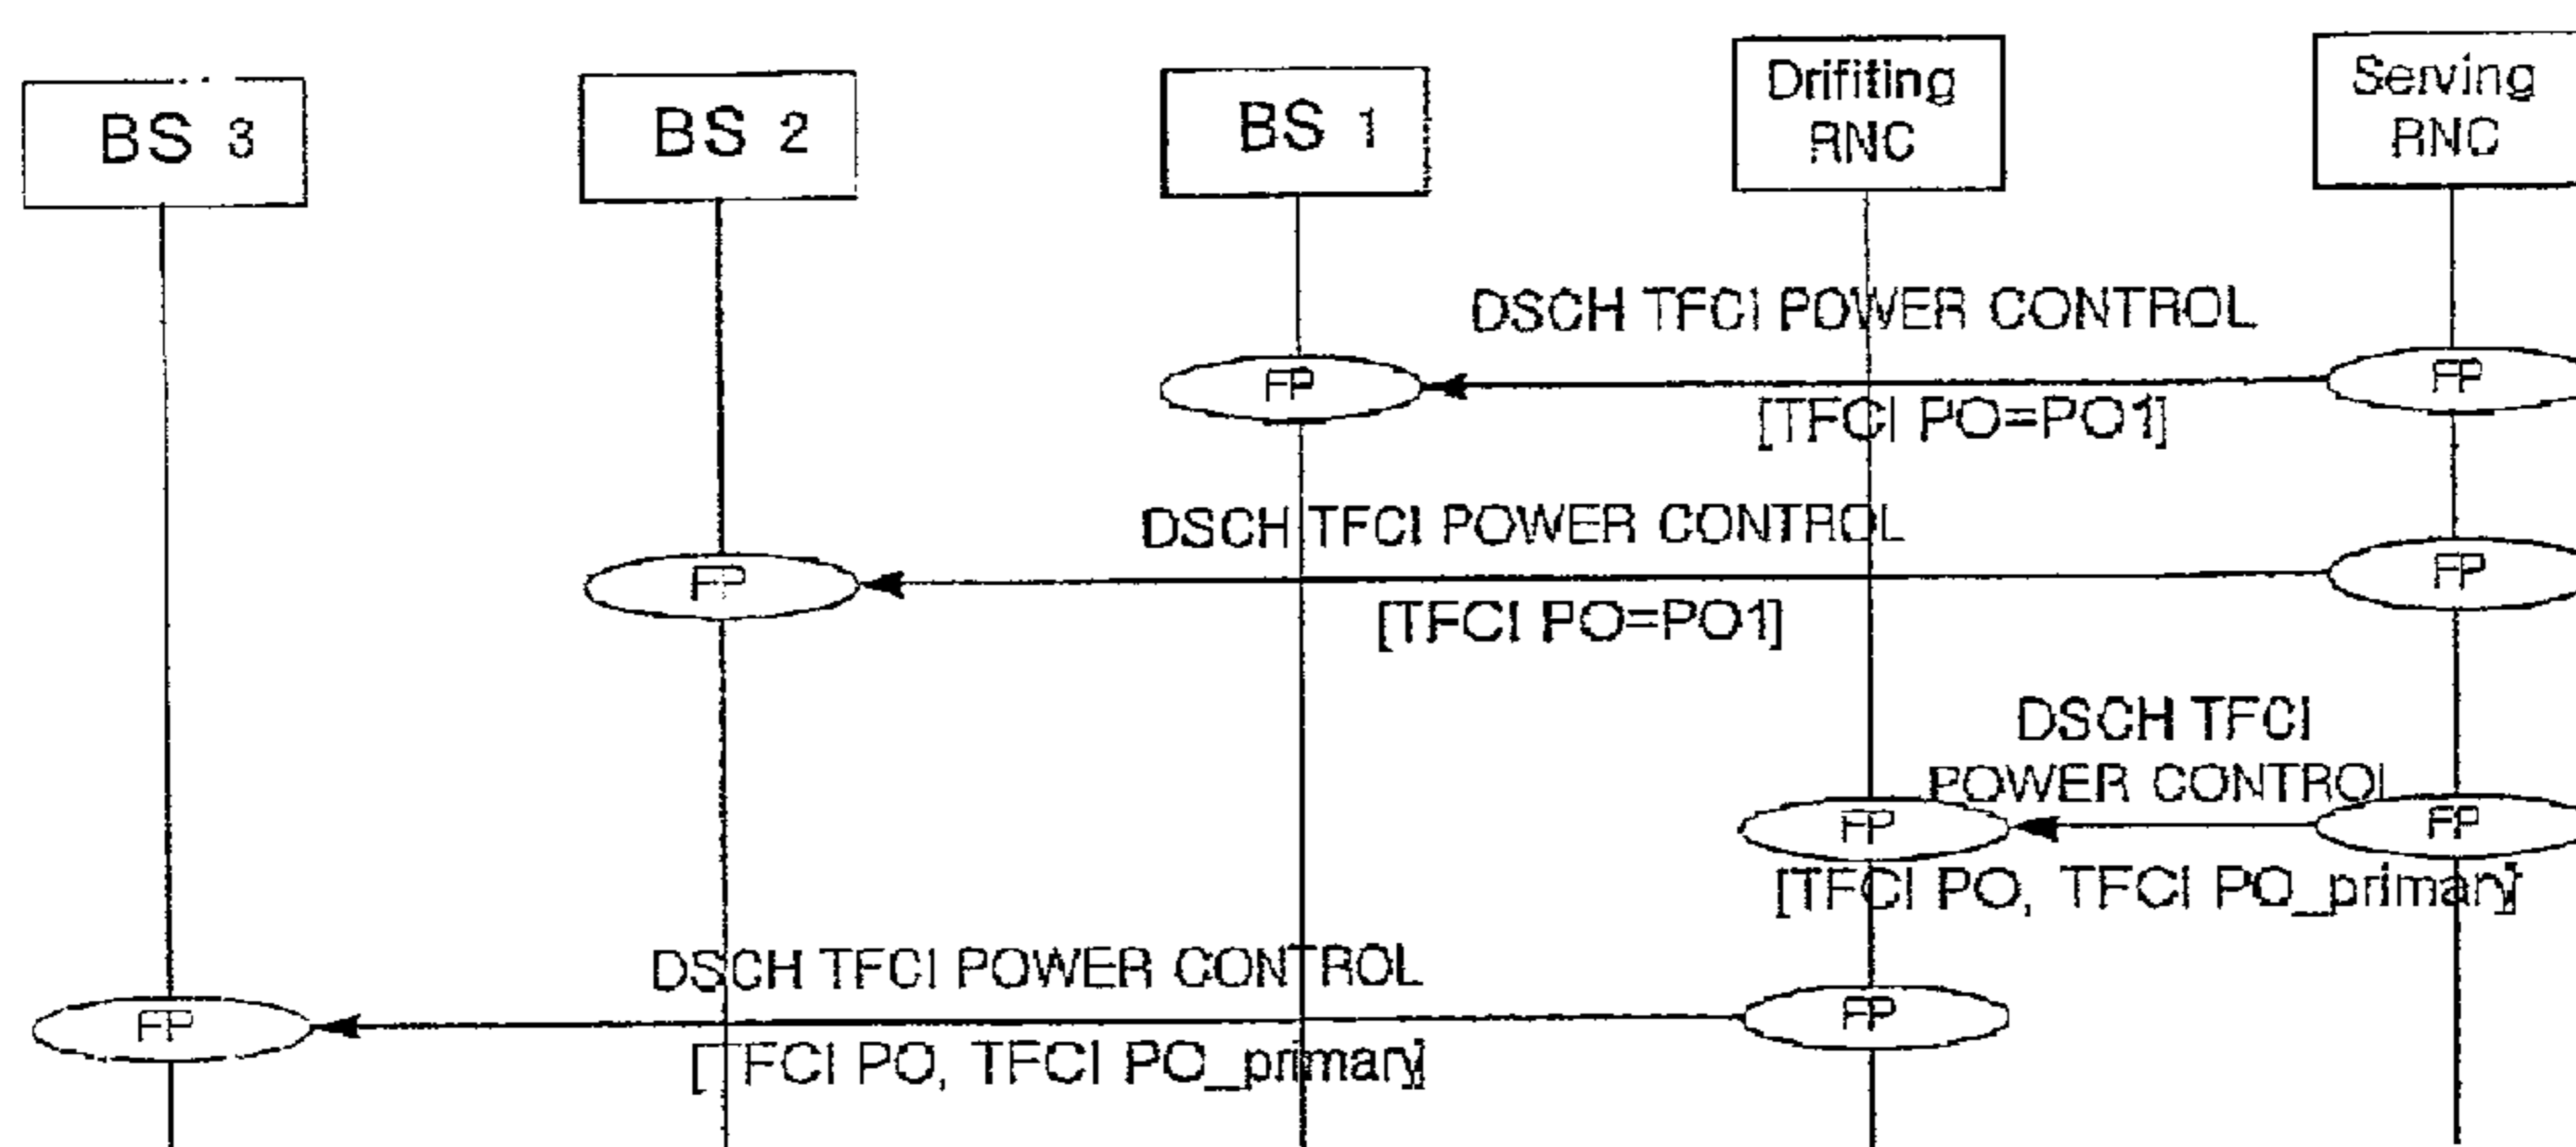 BS 3
BS 2
BS 1
Drifiting
RNC
Serving
RNC
DSCH TFCI POWER CONTROL
FP
FP
[TFCI PO=PO1]
DSCH TFCI POWER CONTROL
FP
FP
[TFCI PO=PO1]
DSCH TFCI
POWER CONTROL
FP
FP
[TFCI PO, TFCI PO_primary]
DSCH TFCI POWER CONTROL
FP
FP
[TFCI PO, TFCI PO_primary]